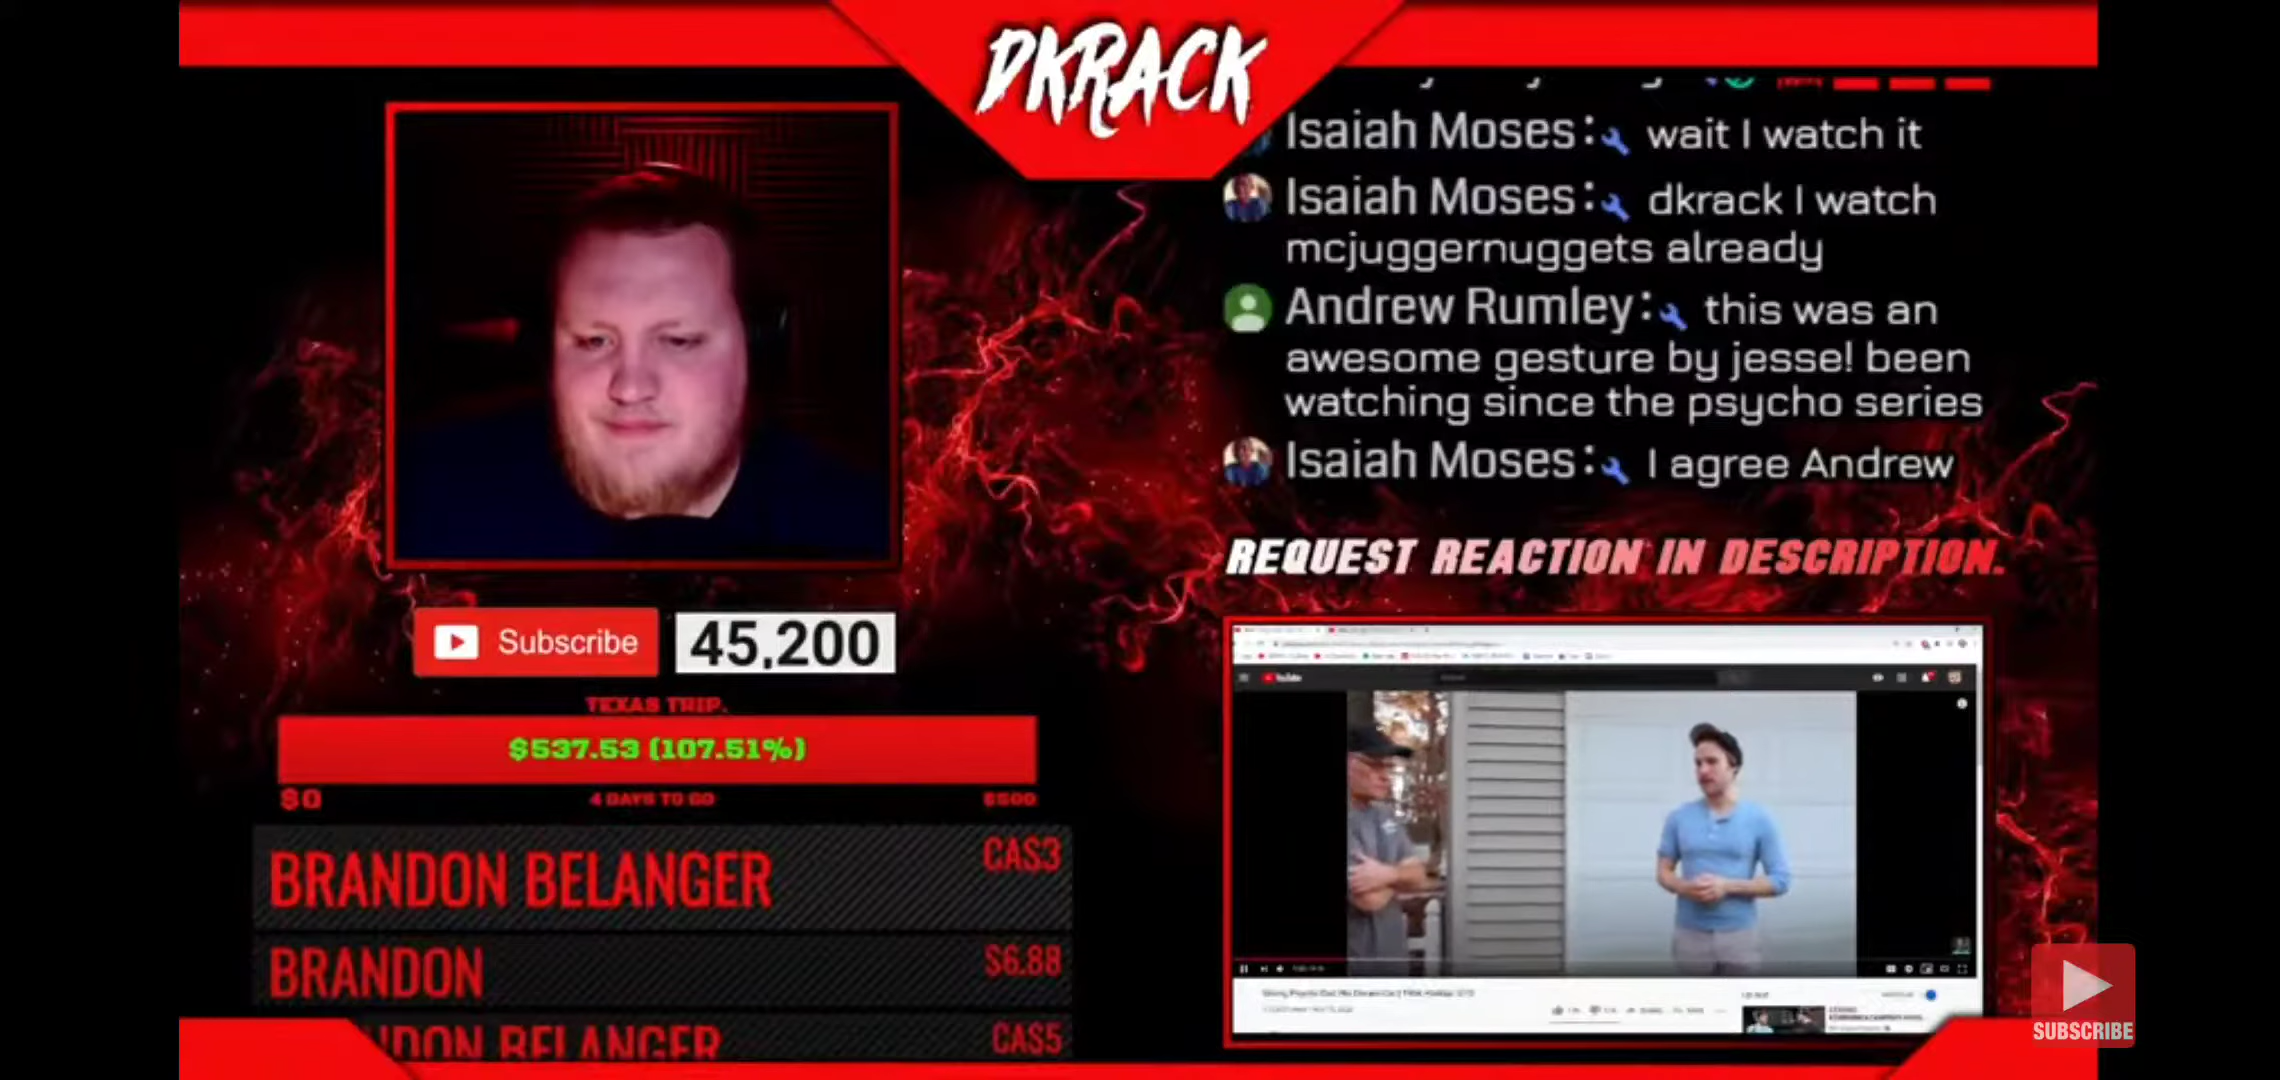 DKRACK
Isaiah Moses: wait I watch it
Isaiah Moses: dkrack I watch
mcjuggernuggets already
Andrew Rumley: this was an
awesome gesture by jesse! been
watching since the psycho series
Isaiah Moses: I agree Andrew
REQUEST REACTION IN DESCRIPTION.
Subscribe
45,200
TEXAS TRIP.
$537.53 (107.51%)
$0
4 DAYS TO GO
$500
BRANDON BELANGER
CA$3
BRANDON
$6.88
NDON BELANGER
CA$5
YouTube
SUBSCRIBE